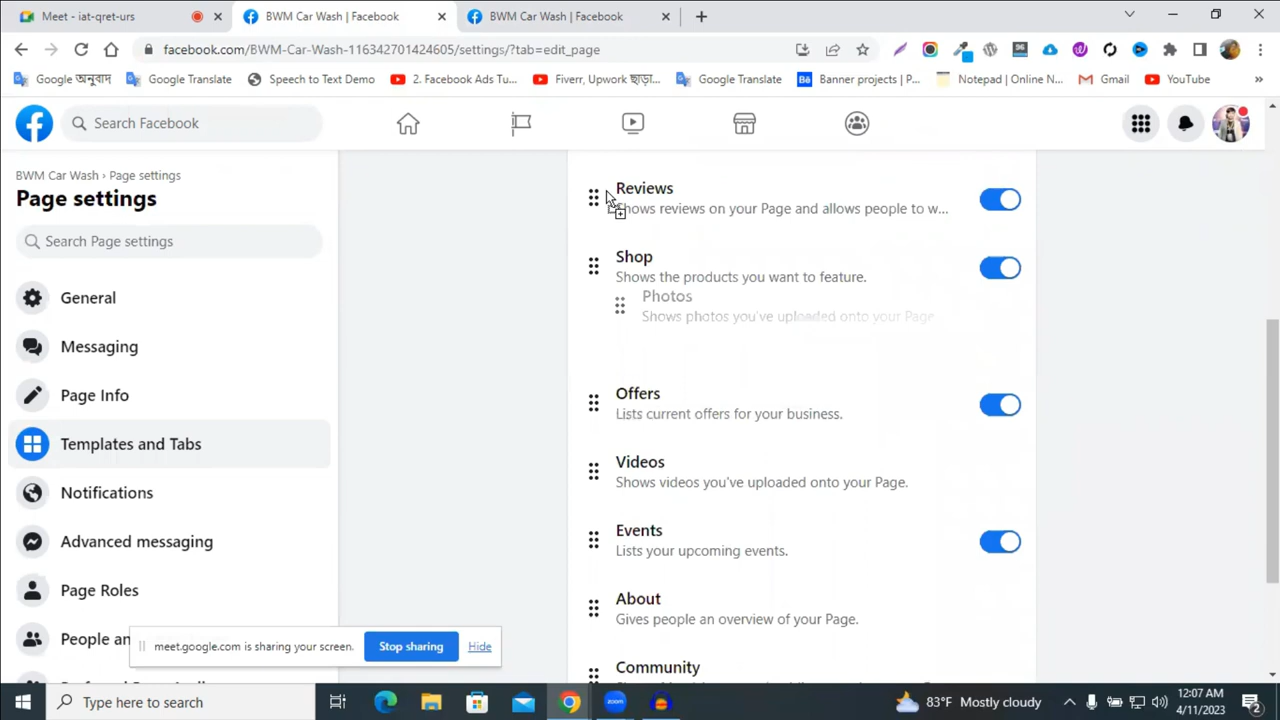 Meet - iat-qret-urs
BWM Car Wash | Facebook
BWM Car Wash | Facebook
facebook.com/BWM-Car-Wash-116342701424605/settings/?tab=edit_page
96
Google অনুবাদ
Google Translate
Speech to Text Demo
2. Facebook Ads Tu...
Fiverr, Upwork ছাড়া...
Google Translate
Bē Banner projects | P...
Notepad | Online N...
Gmail
YouTube
Search Facebook
BWM Car Wash › Page settings
Page settings
Search Page settings
General
Messaging
Page Info
Templates and Tabs
Notifications
Advanced messaging
Page Roles
People an
Reviews
Shows reviews on your Page and allows people to w...
Shop
Shows the products you want to feature.
Photos
Shows photos you've uploaded onto your Page
Offers
Lists current offers for your business.
Videos
Shows videos you've uploaded onto your Page.
Events
Lists your upcoming events.
About
Gives people an overview of your Page.
Community
meet.google.com is sharing your screen.
Stop sharing
Hide
Type here to search
zoom
83°F Mostly cloudy
12:07 AM
4/11/2023
2